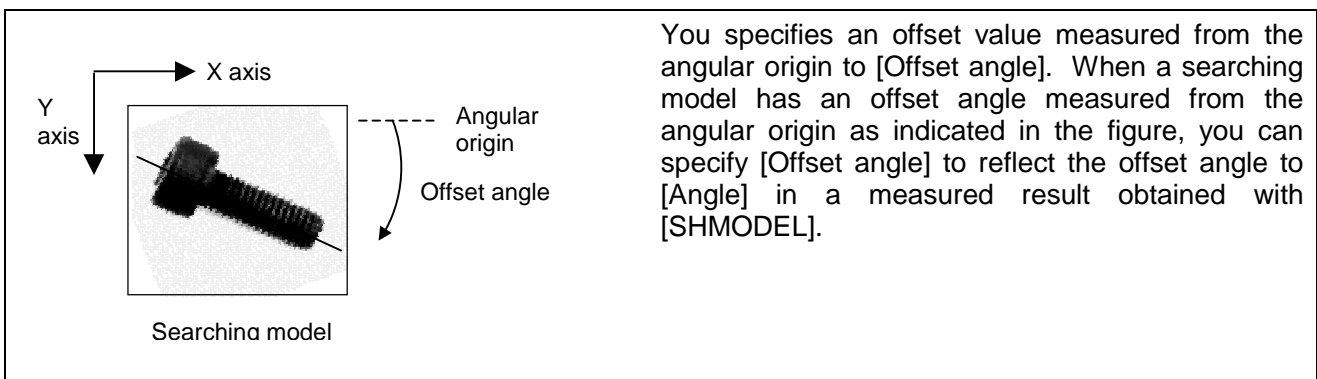 X axis
Y
axis
Angular
origin
Offset angle
Searching model
You specifies an offset value measured from the
angular origin to [Offset angle]. When a searching
model has an offset angle measured from the
angular origin as indicated in the figure, you can
specify [Offset angle] to reflect the offset angle to
[Angle] in a measured result obtained with
[SHMODEL].